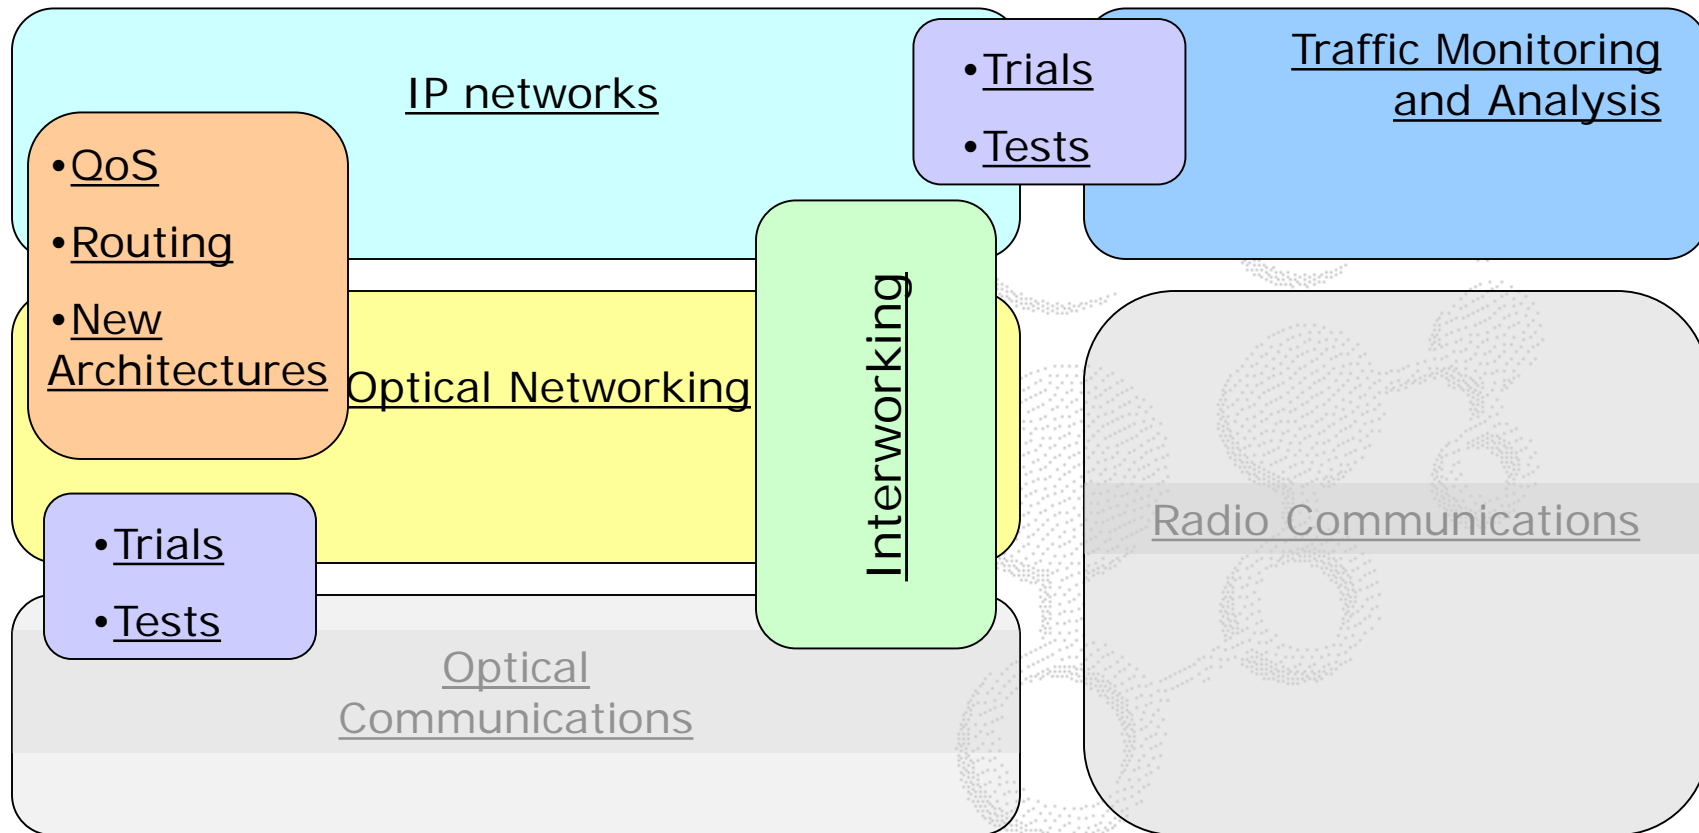 IP networks
•Trials
•Tests
Traffic Monitoring
and Analysis
•QoS
•Routing
•New
Architectures
Optical Networking
Interworking
•Trials
•Tests
Radio Communications
Optical
Communications